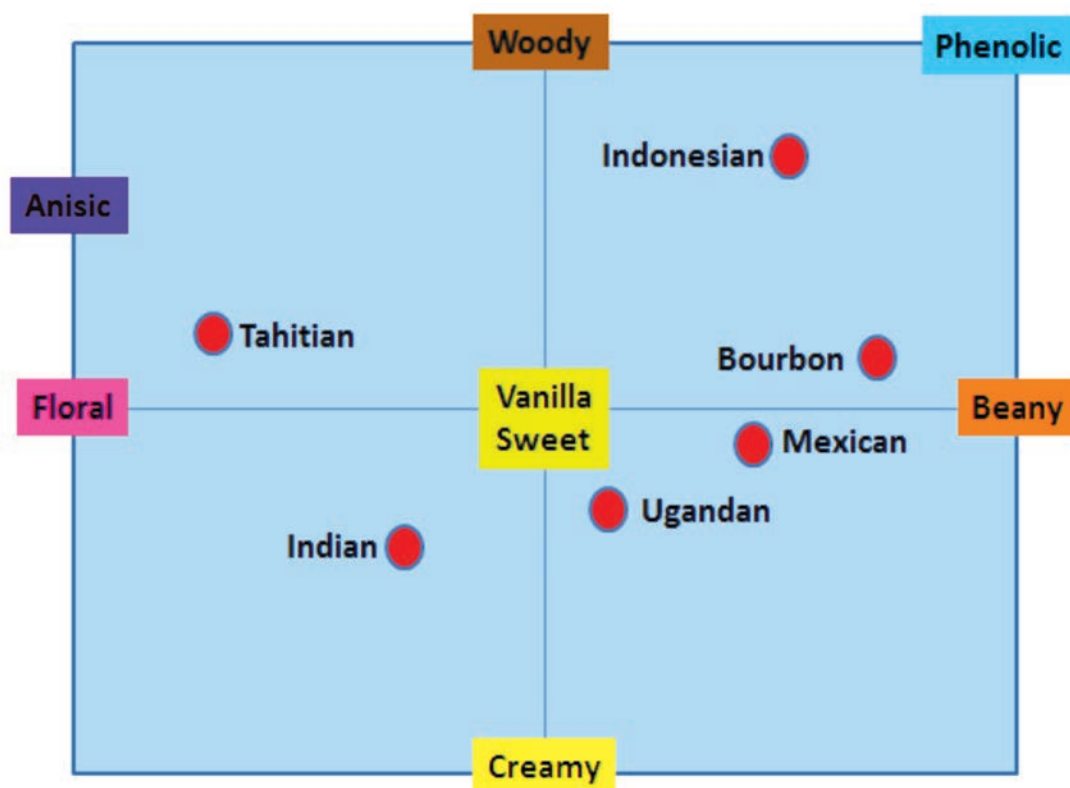 Woody
Phenolic
Indonesian
Anisic
Tahitian
Bourbon
Floral
Vanilla
Sweet
Beany
Mexican
Ugandan
Indian
Creamy